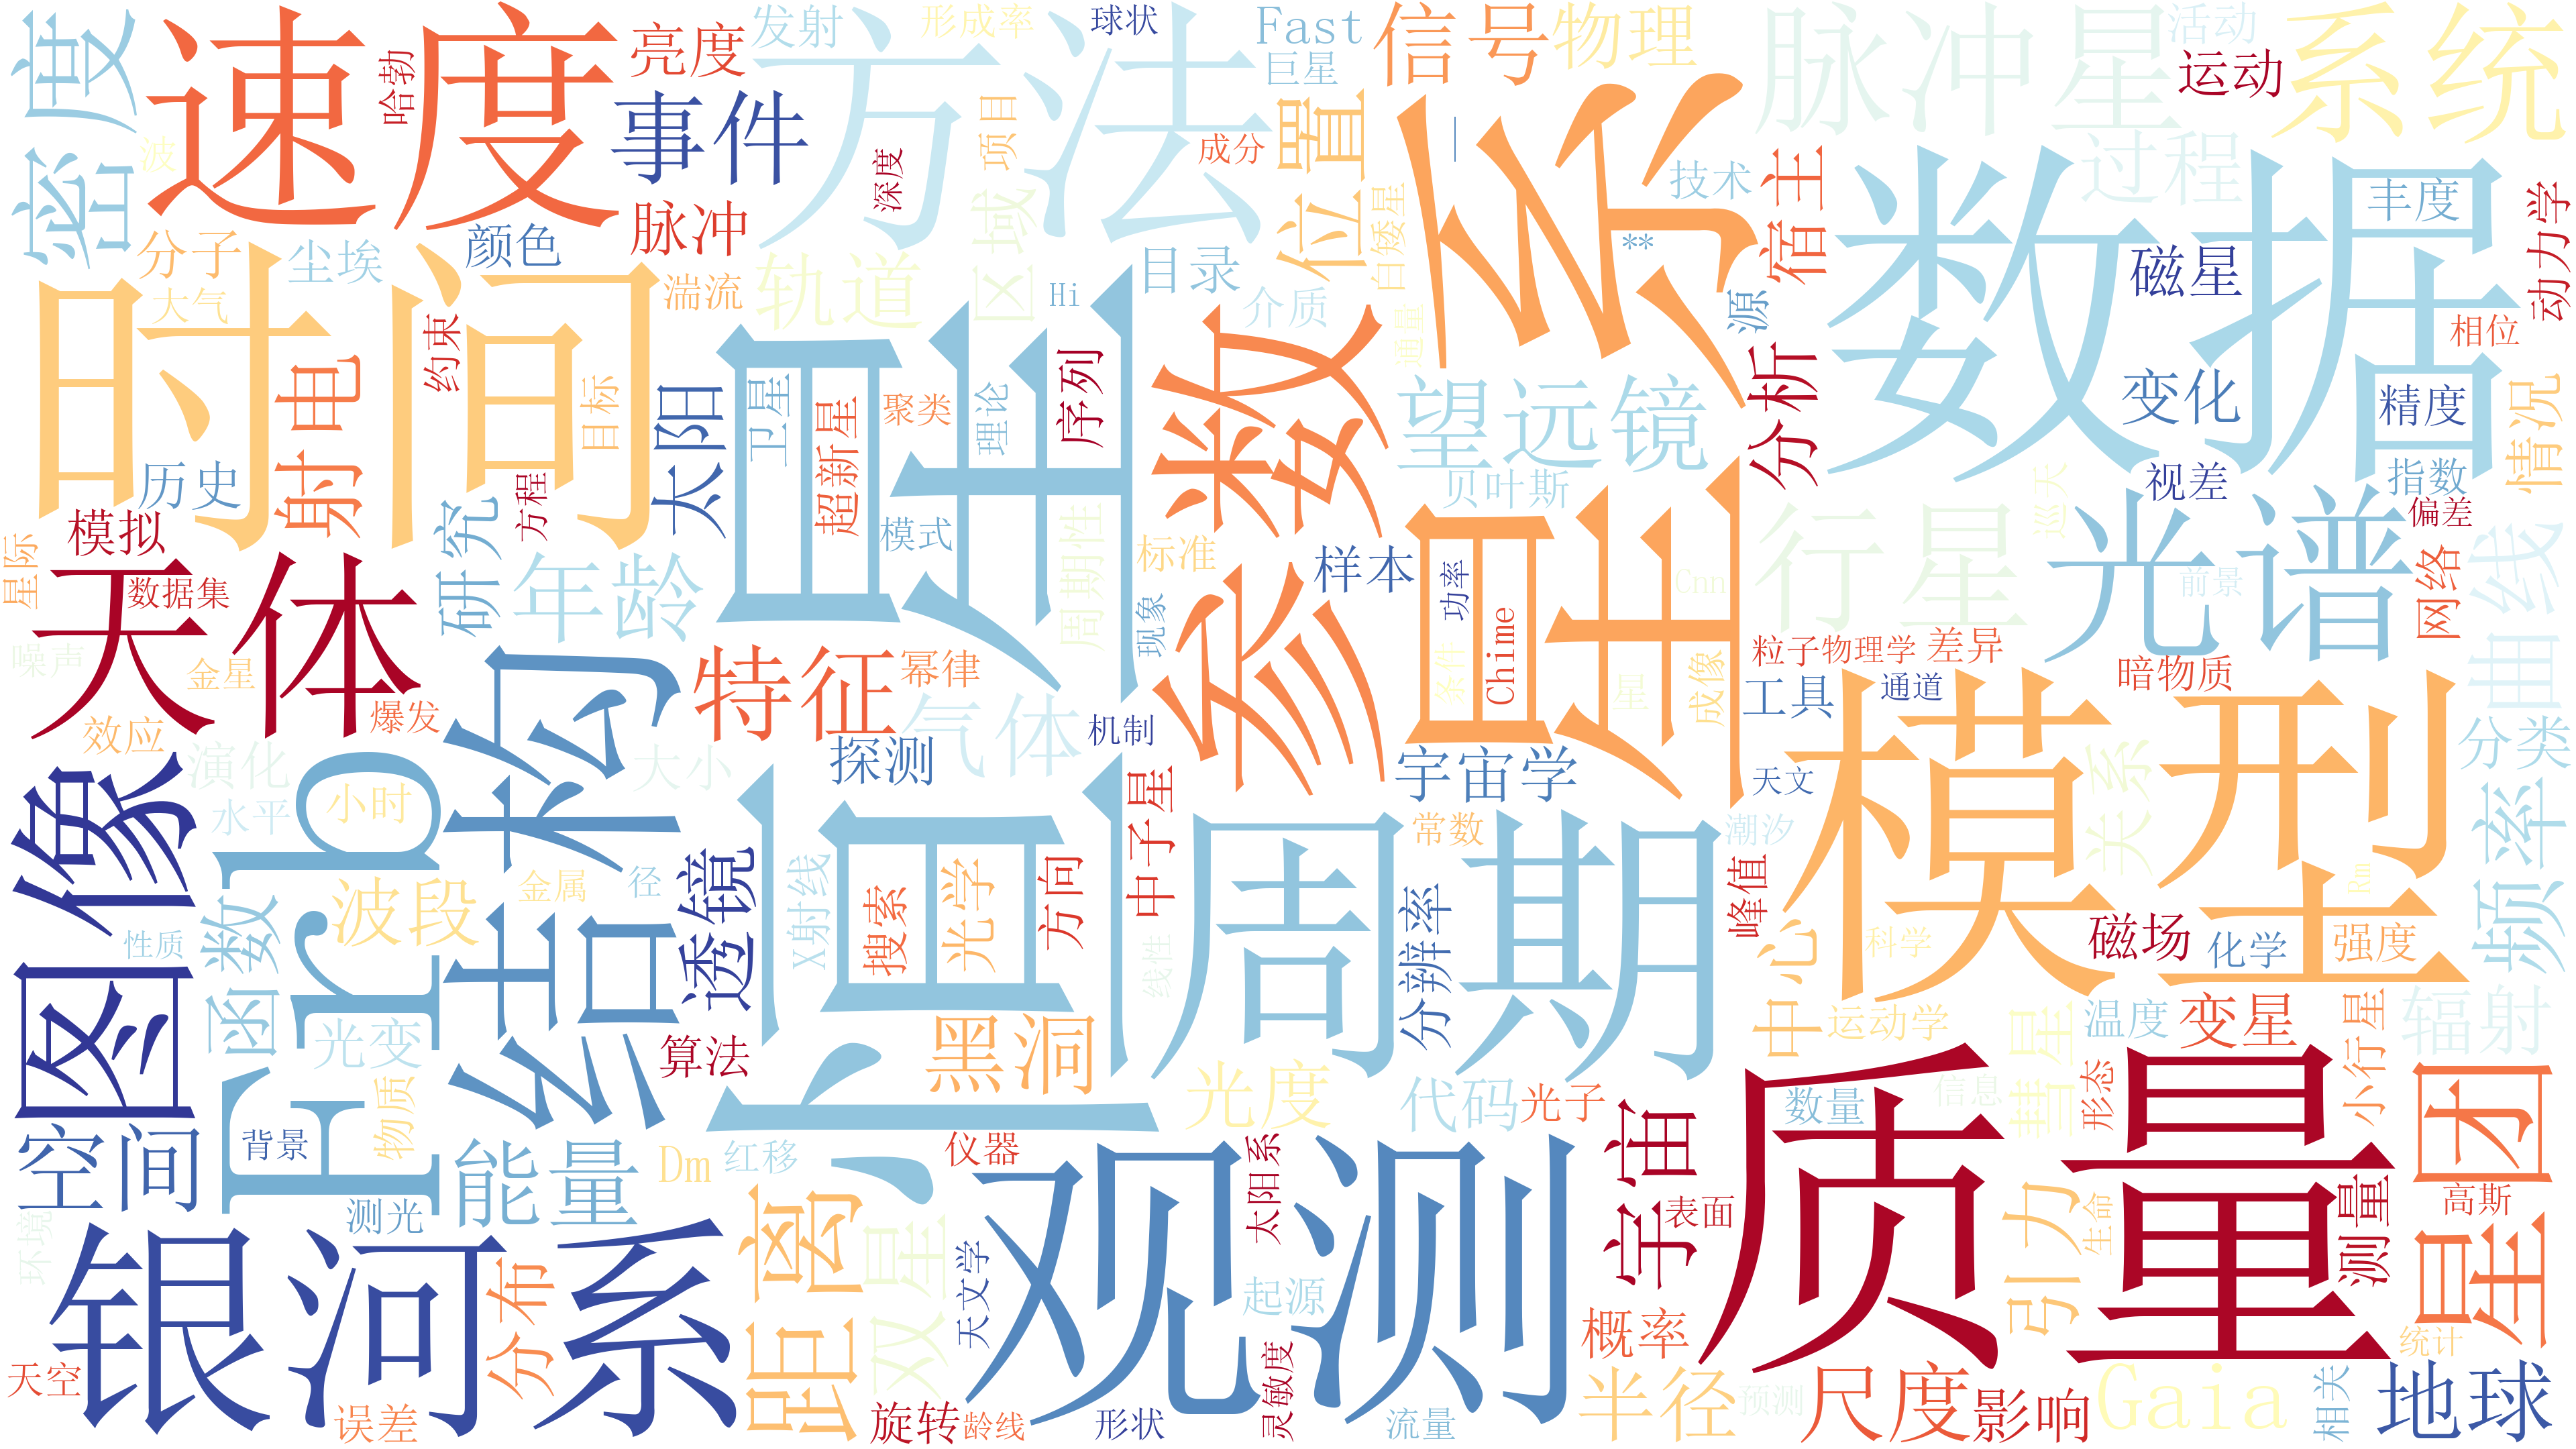 密度
速度
哈勃
亮度
发射
形成率
球状
Fast
巨星
信号
物理
脉冲星
活动
运动
系统
波
事件
方法
项目
成分
位置
星系
技术
宿主
过程
丰度
动力学
深度
脉冲
颜色
分子
尘埃
大气
湍流
轨道
区域
目录
Hi
介质
白矮星
通量
**
源
数据
磁星
相位
时间
约束
射电
目标
太阳
恒星
卫星
超新星
聚类
理论
序列
参数
望远镜
贝叶斯
分析
变化
精度
情况
历史
模拟
研究
方程
模式
周期性
标准
样本
功率
Cnn
行星
光谱
视差
巡天
指数
偏差
曲线
星际
天体
数据集
年龄
现象
Chime
条件
星
成像
前景
网络
噪声
金星
效应
爆发
结构
特征
幂律
气体
机制
粒子物理学
差异
工具
通道
暗物质
图像
演化
水平
小时
Frb
大小
探测
宇宙学
天文
模型
关系
分类
中子星
常数
潮汐
函数
波段
金属
径
透镜
X射线
星团
搜索
光学
方向
线性
周期
分辨率
峰值
中心
科学
磁场
化学
强度
Rm
频率
性质
光变
算法
黑洞
运动学
彗星
温度
变星
小行星
辐射
物质
光度
代码
光子
数量
信息
形态
空间
背景
能量
Dm
红移
仪器
太阳系
宇宙
表面
质量
引力
生命
测量
高斯
星团
环境
测光
银河系
距离
双星
天文学
观测
起源
灵敏度
概率
统计
天空
误差
分布
旋转
龄线
形状
流量
半径
预测
尺度
影响
Gaia
相关
地球